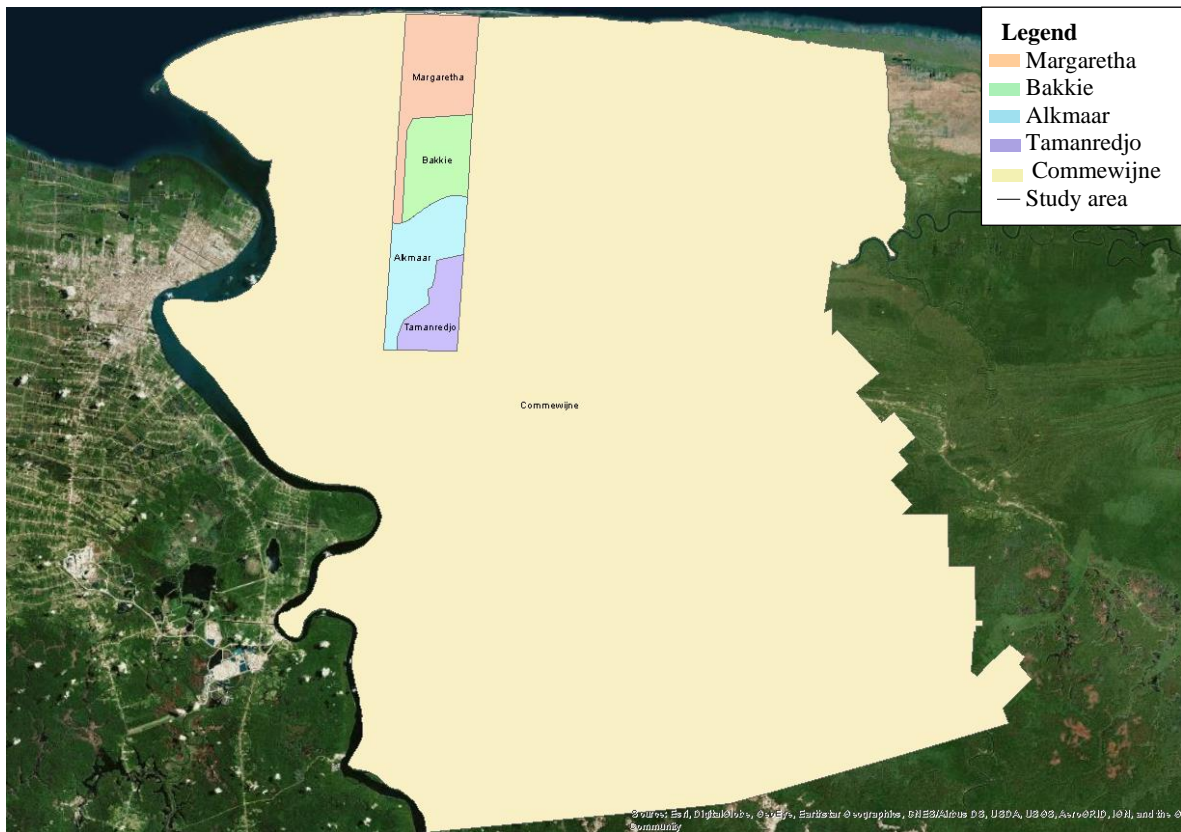 Legend
Margaretha
Bakkie
Alkmaar
Tamanredjo
Commewijne
Study area
Margaretha
Bakkie
Alkmaar
Tamanredjo
Commewijne
Source: Esri, DigitalGlobe, GeoEye, Earthstar Geographics, CNES/Airbus DS, USDA, USGS, AeroGRID, IGN, and the G
Community